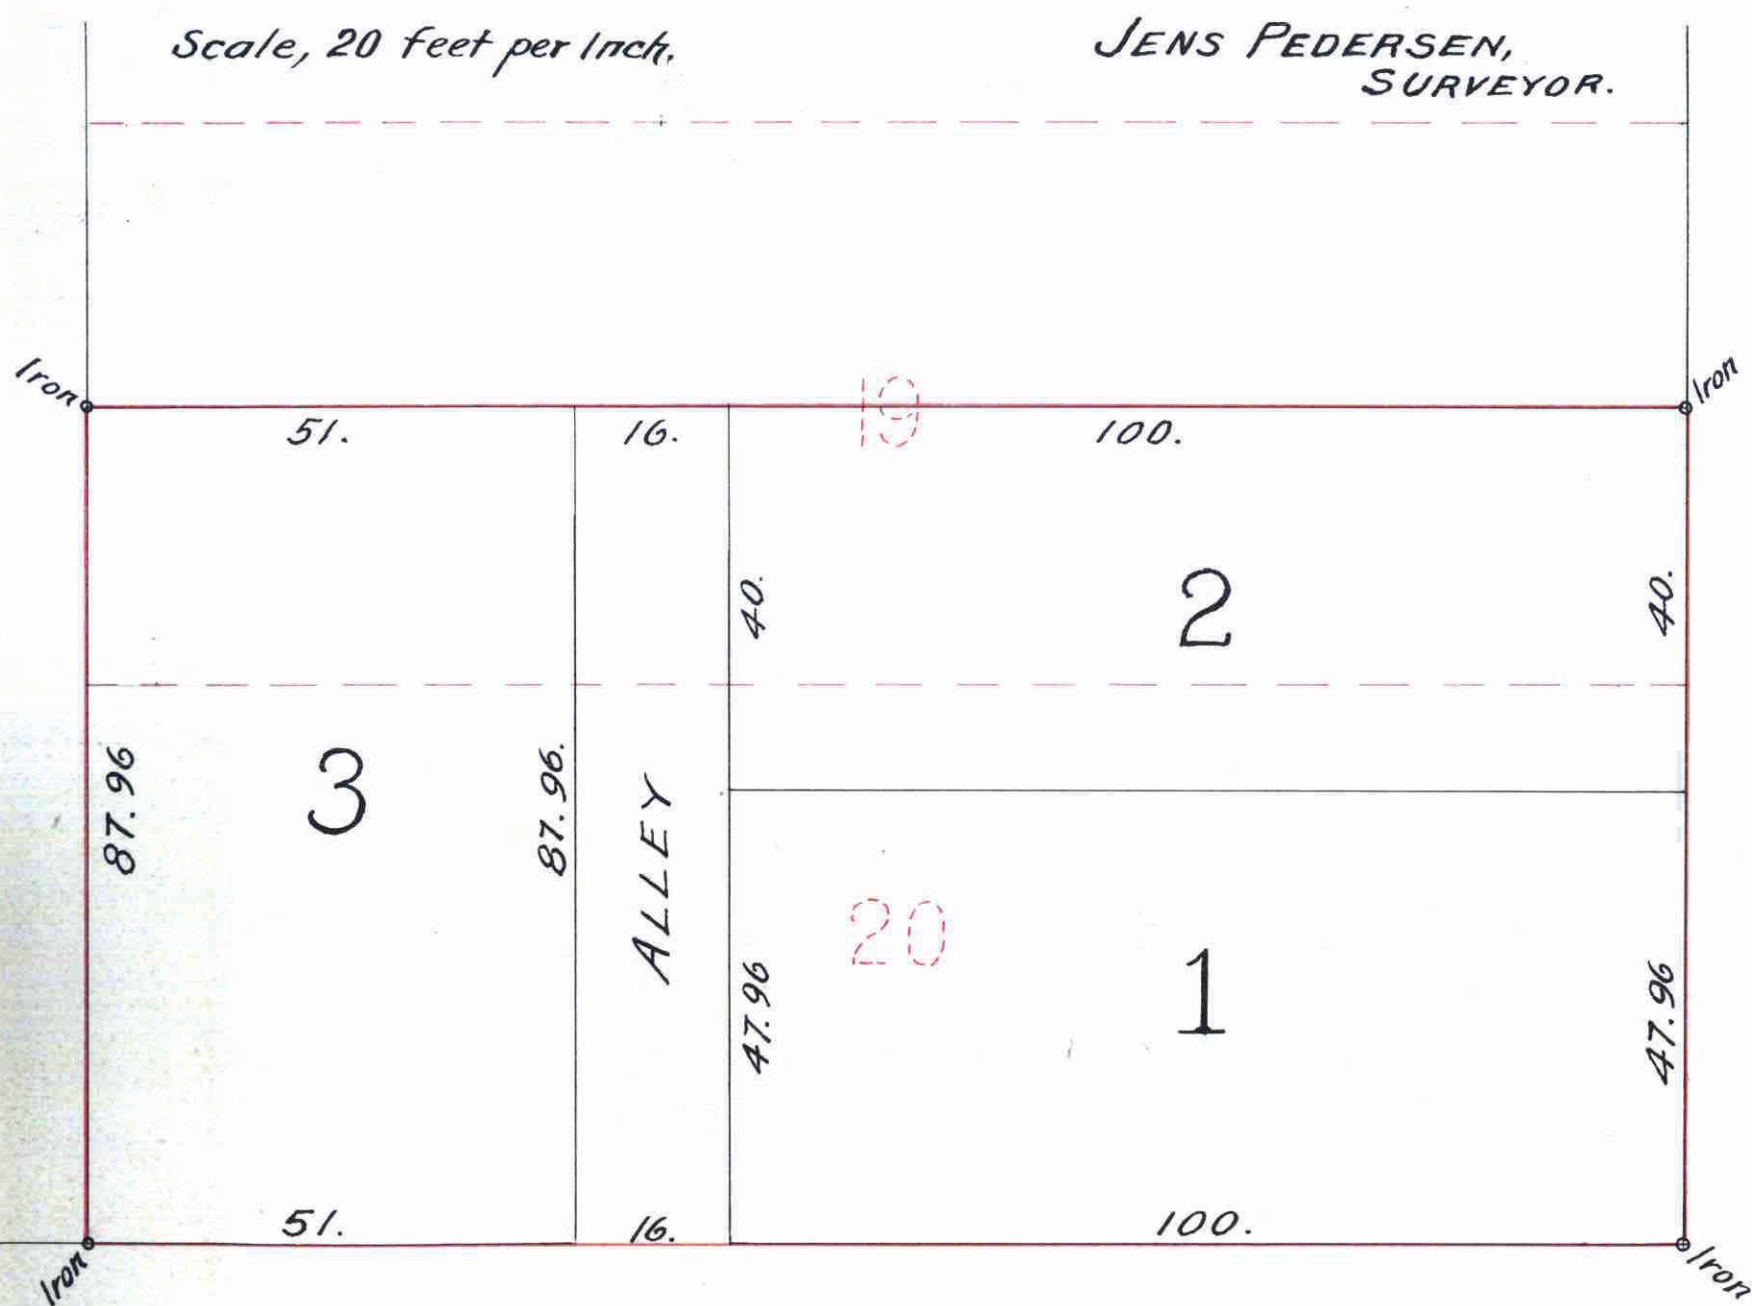 Scale, 20 feet per Inch.
JENS PEDERSEN,
SURVEYOR.
Iron
Iron
51.
16.
19
100.
40.
2
40.
87.96
3
87.96.
ALLEY
20
47.96
1
47.96
51.
16.
100.
Iron
Iron